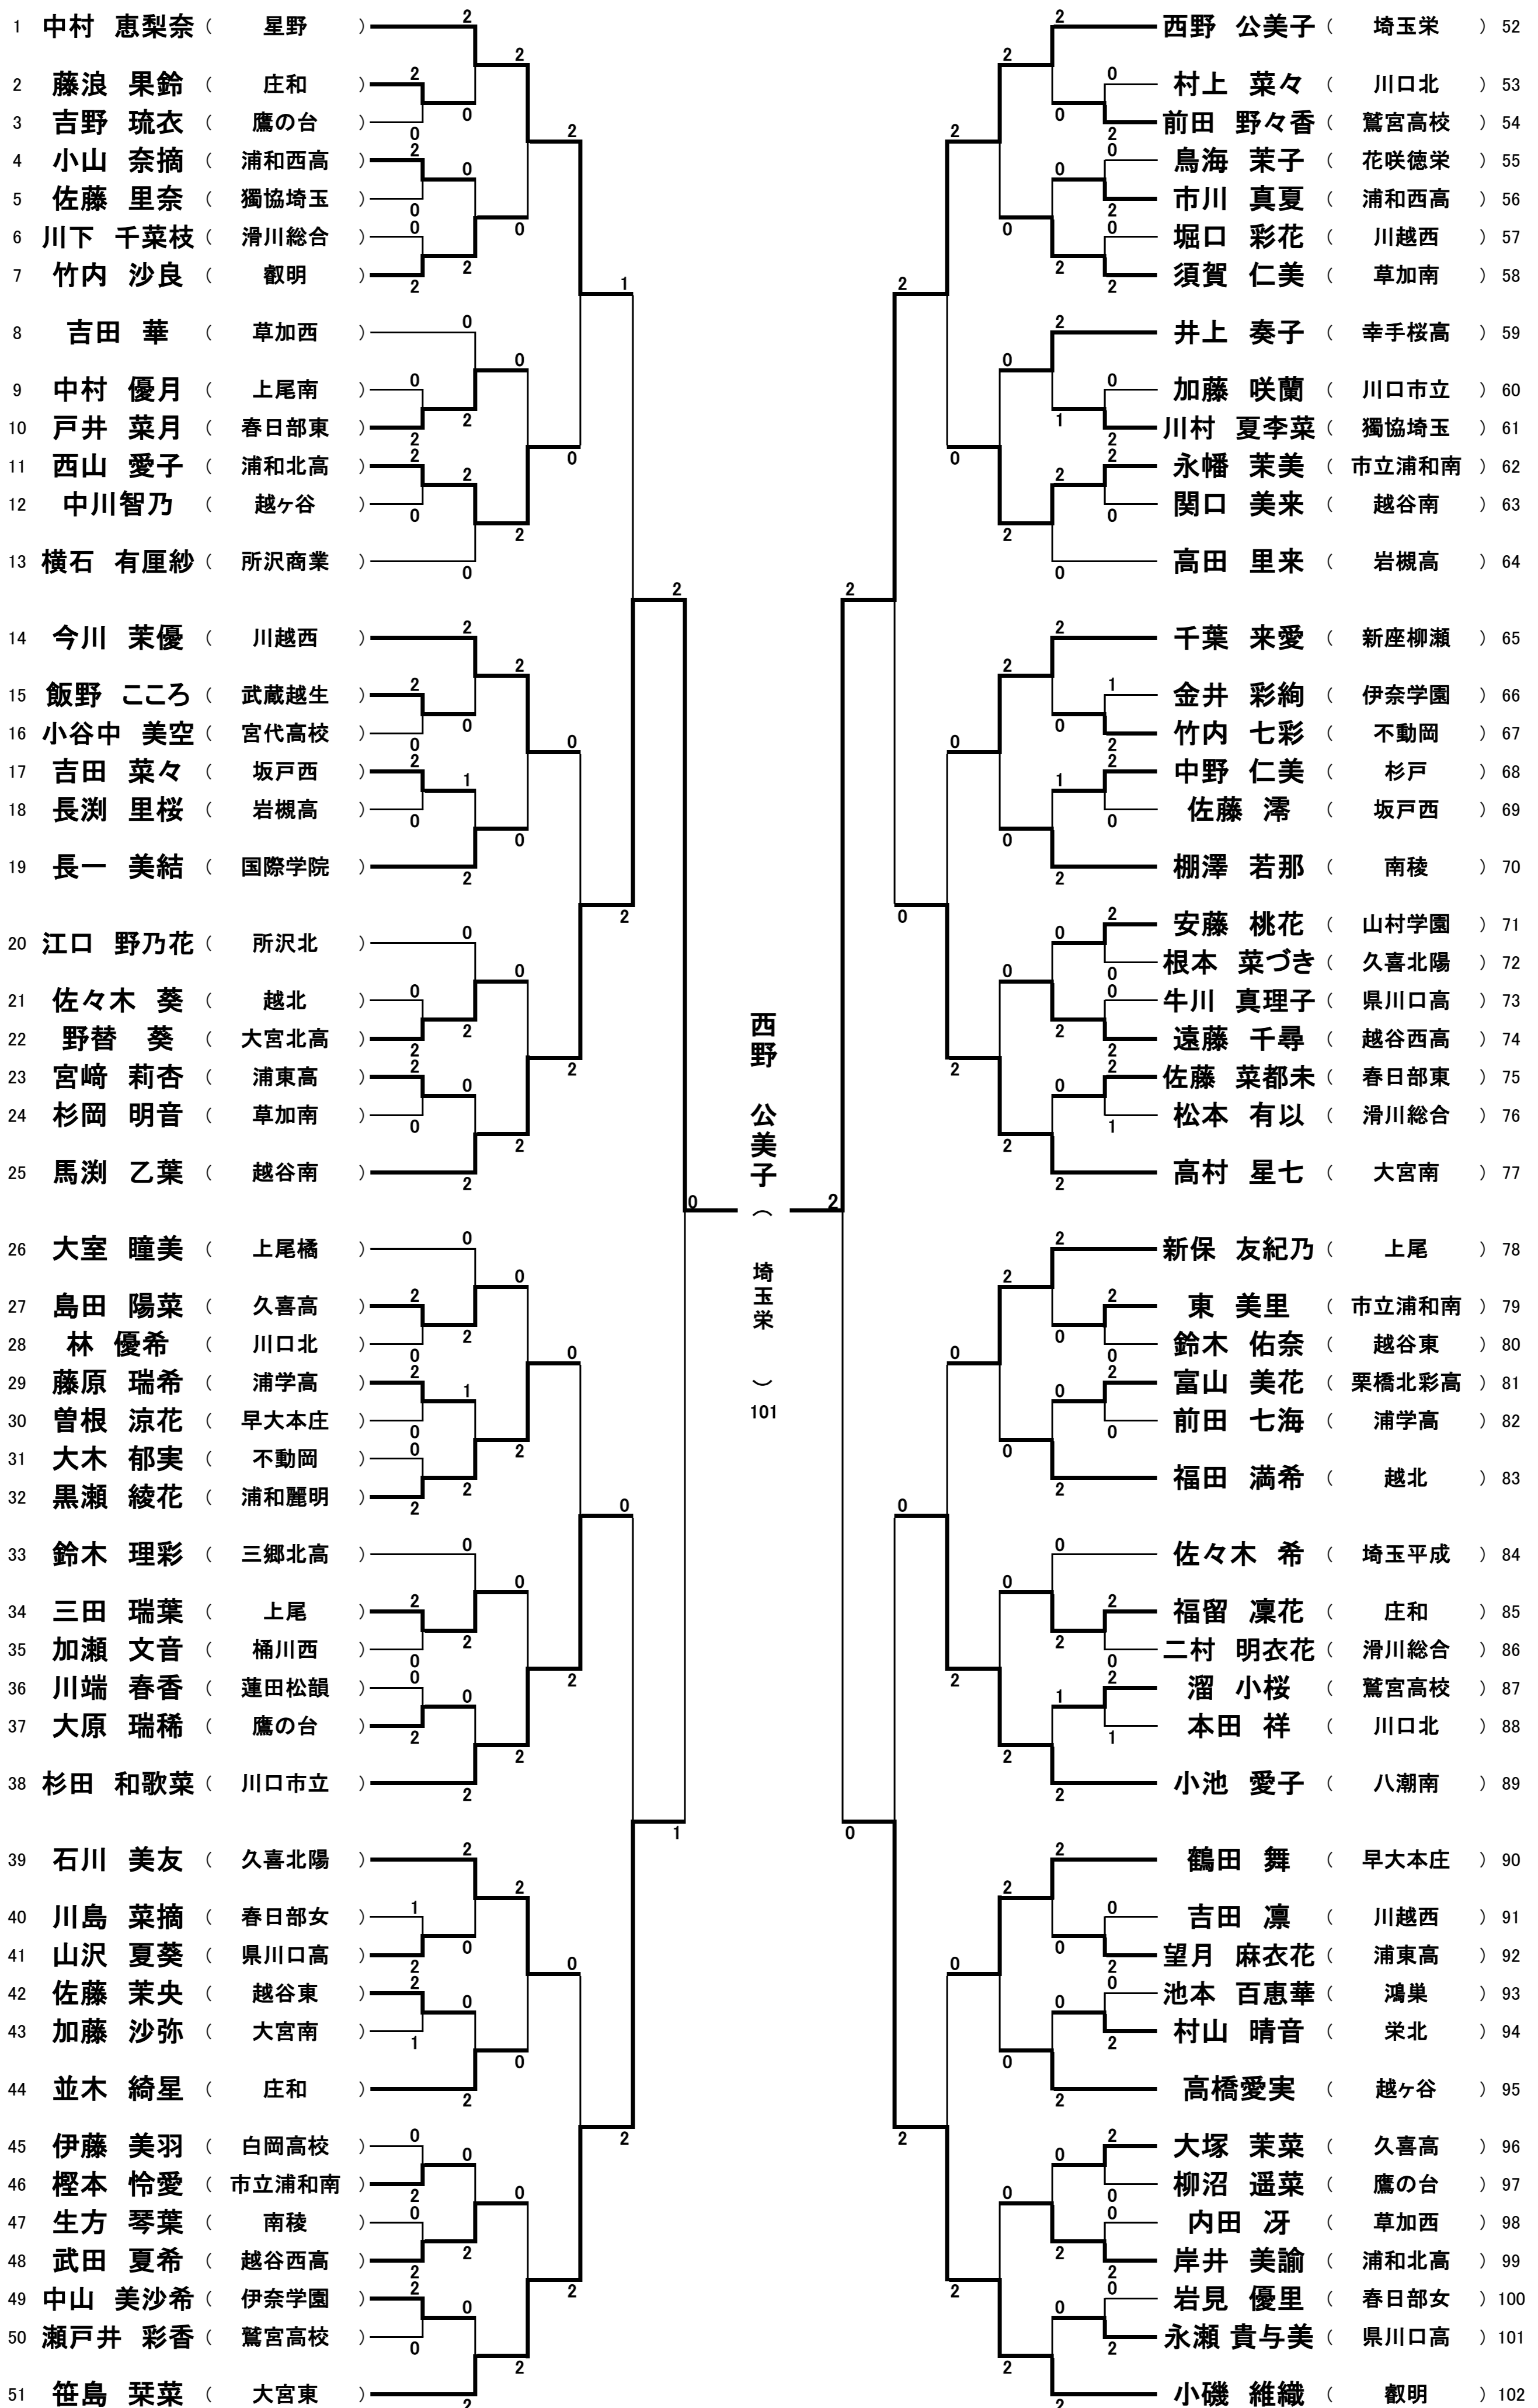 1 中村 恵梨奈 ( 星野 )
2 藤浪 果鈴 ( 庄和 )
3 吉野 琉衣 ( 鷹の台 )
4 小山 奈摘 ( 浦和西高 )
5 佐藤 里奈 ( 獨協埼玉 )
6 川下 千菜枝 ( 滑川総合 )
7 竹内 沙良 ( 叡明 )
8 吉田 華 ( 草加西 )
9 中村 優月 ( 上尾南 )
10 戸井 菜月 ( 春日部東 )
11 西山 愛子 ( 浦和北高 )
12 中川智乃 ( 越ヶ谷 )
13 横石 有厘紗 ( 所沢商業 )
14 今川 茉優 ( 川越西 )
15 飯野 こころ ( 武蔵越生 )
16 小谷中 美空 ( 宮代高校 )
17 吉田 菜々 ( 坂戸西 )
18 長渕 里桜 ( 岩槻高 )
19 長一 美結 ( 国際学院 )
20 江口 野乃花 ( 所沢北 )
21 佐々木 葵 ( 越北 )
22 野替 葵 ( 大宮北高 )
23 宮﨑 莉杏 ( 浦東高 )
24 杉岡 明音 ( 草加南 )
25 馬渕 乙葉 ( 越谷南 )
26 大室 瞳美 ( 上尾橘 )
27 島田 陽菜 ( 久喜高 )
28 林 優希 ( 川口北 )
29 藤原 瑞希 ( 浦学高 )
30 曽根 涼花 ( 早大本庄 )
31 大木 郁実 ( 不動岡 )
32 黒瀬 綾花 ( 浦和麗明 )
33 鈴木 理彩 ( 三郷北高 )
34 三田 瑞葉 ( 上尾 )
35 加瀬 文音 ( 桶川西 )
36 川端 春香 ( 蓮田松韻 )
37 大原 瑞稀 ( 鷹の台 )
38 杉田 和歌菜 ( 川口市立 )
39 石川 美友 ( 久喜北陽 )
40 川島 菜摘 ( 春日部女 )
41 山沢 夏葵 ( 県川口高 )
42 佐藤 茉央 ( 越谷東 )
43 加藤 沙弥 ( 大宮南 )
44 並木 綺星 ( 庄和 )
45 伊藤 美羽 ( 白岡高校 )
46 樫本 怜愛 ( 市立浦和南 )
47 生方 琴葉 ( 南稜 )
48 武田 夏希 ( 越谷西高 )
49 中山 美沙希 ( 伊奈学園 )
50 瀬戸井 彩香 ( 鷲宮高校 )
51 笹島 栞菜 ( 大宮東 )
西野 公美子 ( 埼玉栄 ) 101
西野 公美子 ( 埼玉栄 ) 52
村上 菜々 ( 川口北 ) 53
前田 野々香 ( 鷲宮高校 ) 54
鳥海 茉子 ( 花咲徳栄 ) 55
市川 真夏 ( 浦和西高 ) 56
堀口 彩花 ( 川越西 ) 57
須賀 仁美 ( 草加南 ) 58
井上 奏子 ( 幸手桜高 ) 59
加藤 咲蘭 ( 川口市立 ) 60
川村 夏李菜 ( 獨協埼玉 ) 61
永幡 茉美 ( 市立浦和南 ) 62
関口 美来 ( 越谷南 ) 63
高田 里来 ( 岩槻高 ) 64
千葉 来愛 ( 新座柳瀬 ) 65
金井 彩絢 ( 伊奈学園 ) 66
竹内 七彩 ( 不動岡 ) 67
中野 仁美 ( 杉戸 ) 68
佐藤 澪 ( 坂戸西 ) 69
棚澤 若那 ( 南稜 ) 70
安藤 桃花 ( 山村学園 ) 71
根本 菜づき ( 久喜北陽 ) 72
牛川 真理子 ( 県川口高 ) 73
遠藤 千尋 ( 越谷西高 ) 74
佐藤 菜都未 ( 春日部東 ) 75
松本 有以 ( 滑川総合 ) 76
高村 星七 ( 大宮南 ) 77
新保 友紀乃 ( 上尾 ) 78
東 美里 ( 市立浦和南 ) 79
鈴木 佑奈 ( 越谷東 ) 80
富山 美花 ( 栗橋北彩高 ) 81
前田 七海 ( 浦学高 ) 82
福田 満希 ( 越北 ) 83
佐々木 希 ( 埼玉平成 ) 84
福留 凜花 ( 庄和 ) 85
二村 明衣花 ( 滑川総合 ) 86
溜 小桜 ( 鷲宮高校 ) 87
本田 祥 ( 川口北 ) 88
小池 愛子 ( 八潮南 ) 89
鶴田 舞 ( 早大本庄 ) 90
吉田 凛 ( 川越西 ) 91
望月 麻衣花 ( 浦東高 ) 92
池本 百恵華 ( 鴻巣 ) 93
村山 晴音 ( 栄北 ) 94
高橋愛実 ( 越ヶ谷 ) 95
大塚 茉菜 ( 久喜高 ) 96
柳沼 遥菜 ( 鷹の台 ) 97
内田 冴 ( 草加西 ) 98
岸井 美諭 ( 浦和北高 ) 99
岩見 優里 ( 春日部女 ) 100
永瀬 貴与美 ( 県川口高 ) 101
小磯 維織 ( 叡明 ) 102